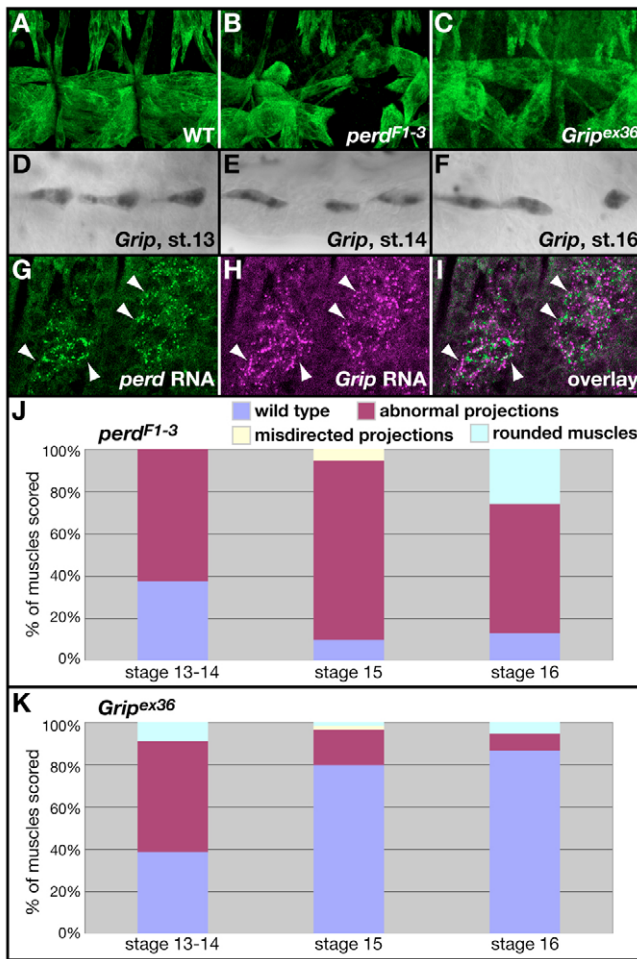 A
B
C
WT
perdF1-3
Gripex36
D
E
F
Grip, st.13
Grip, st.14
Grip, st.16
G
H
I
perd RNA
Grip RNA
overlay
J
perdF1-3
wild type
abnormal projections
misdirected projections
rounded muscles
% of muscles scored
100%
80%
60%
40%
20%
0%
stage 13-14
stage 15
stage 16
K
Gripex36
% of muscles scored
100%
80%
60%
40%
20%
0%
stage 13-14
stage 15
stage 16